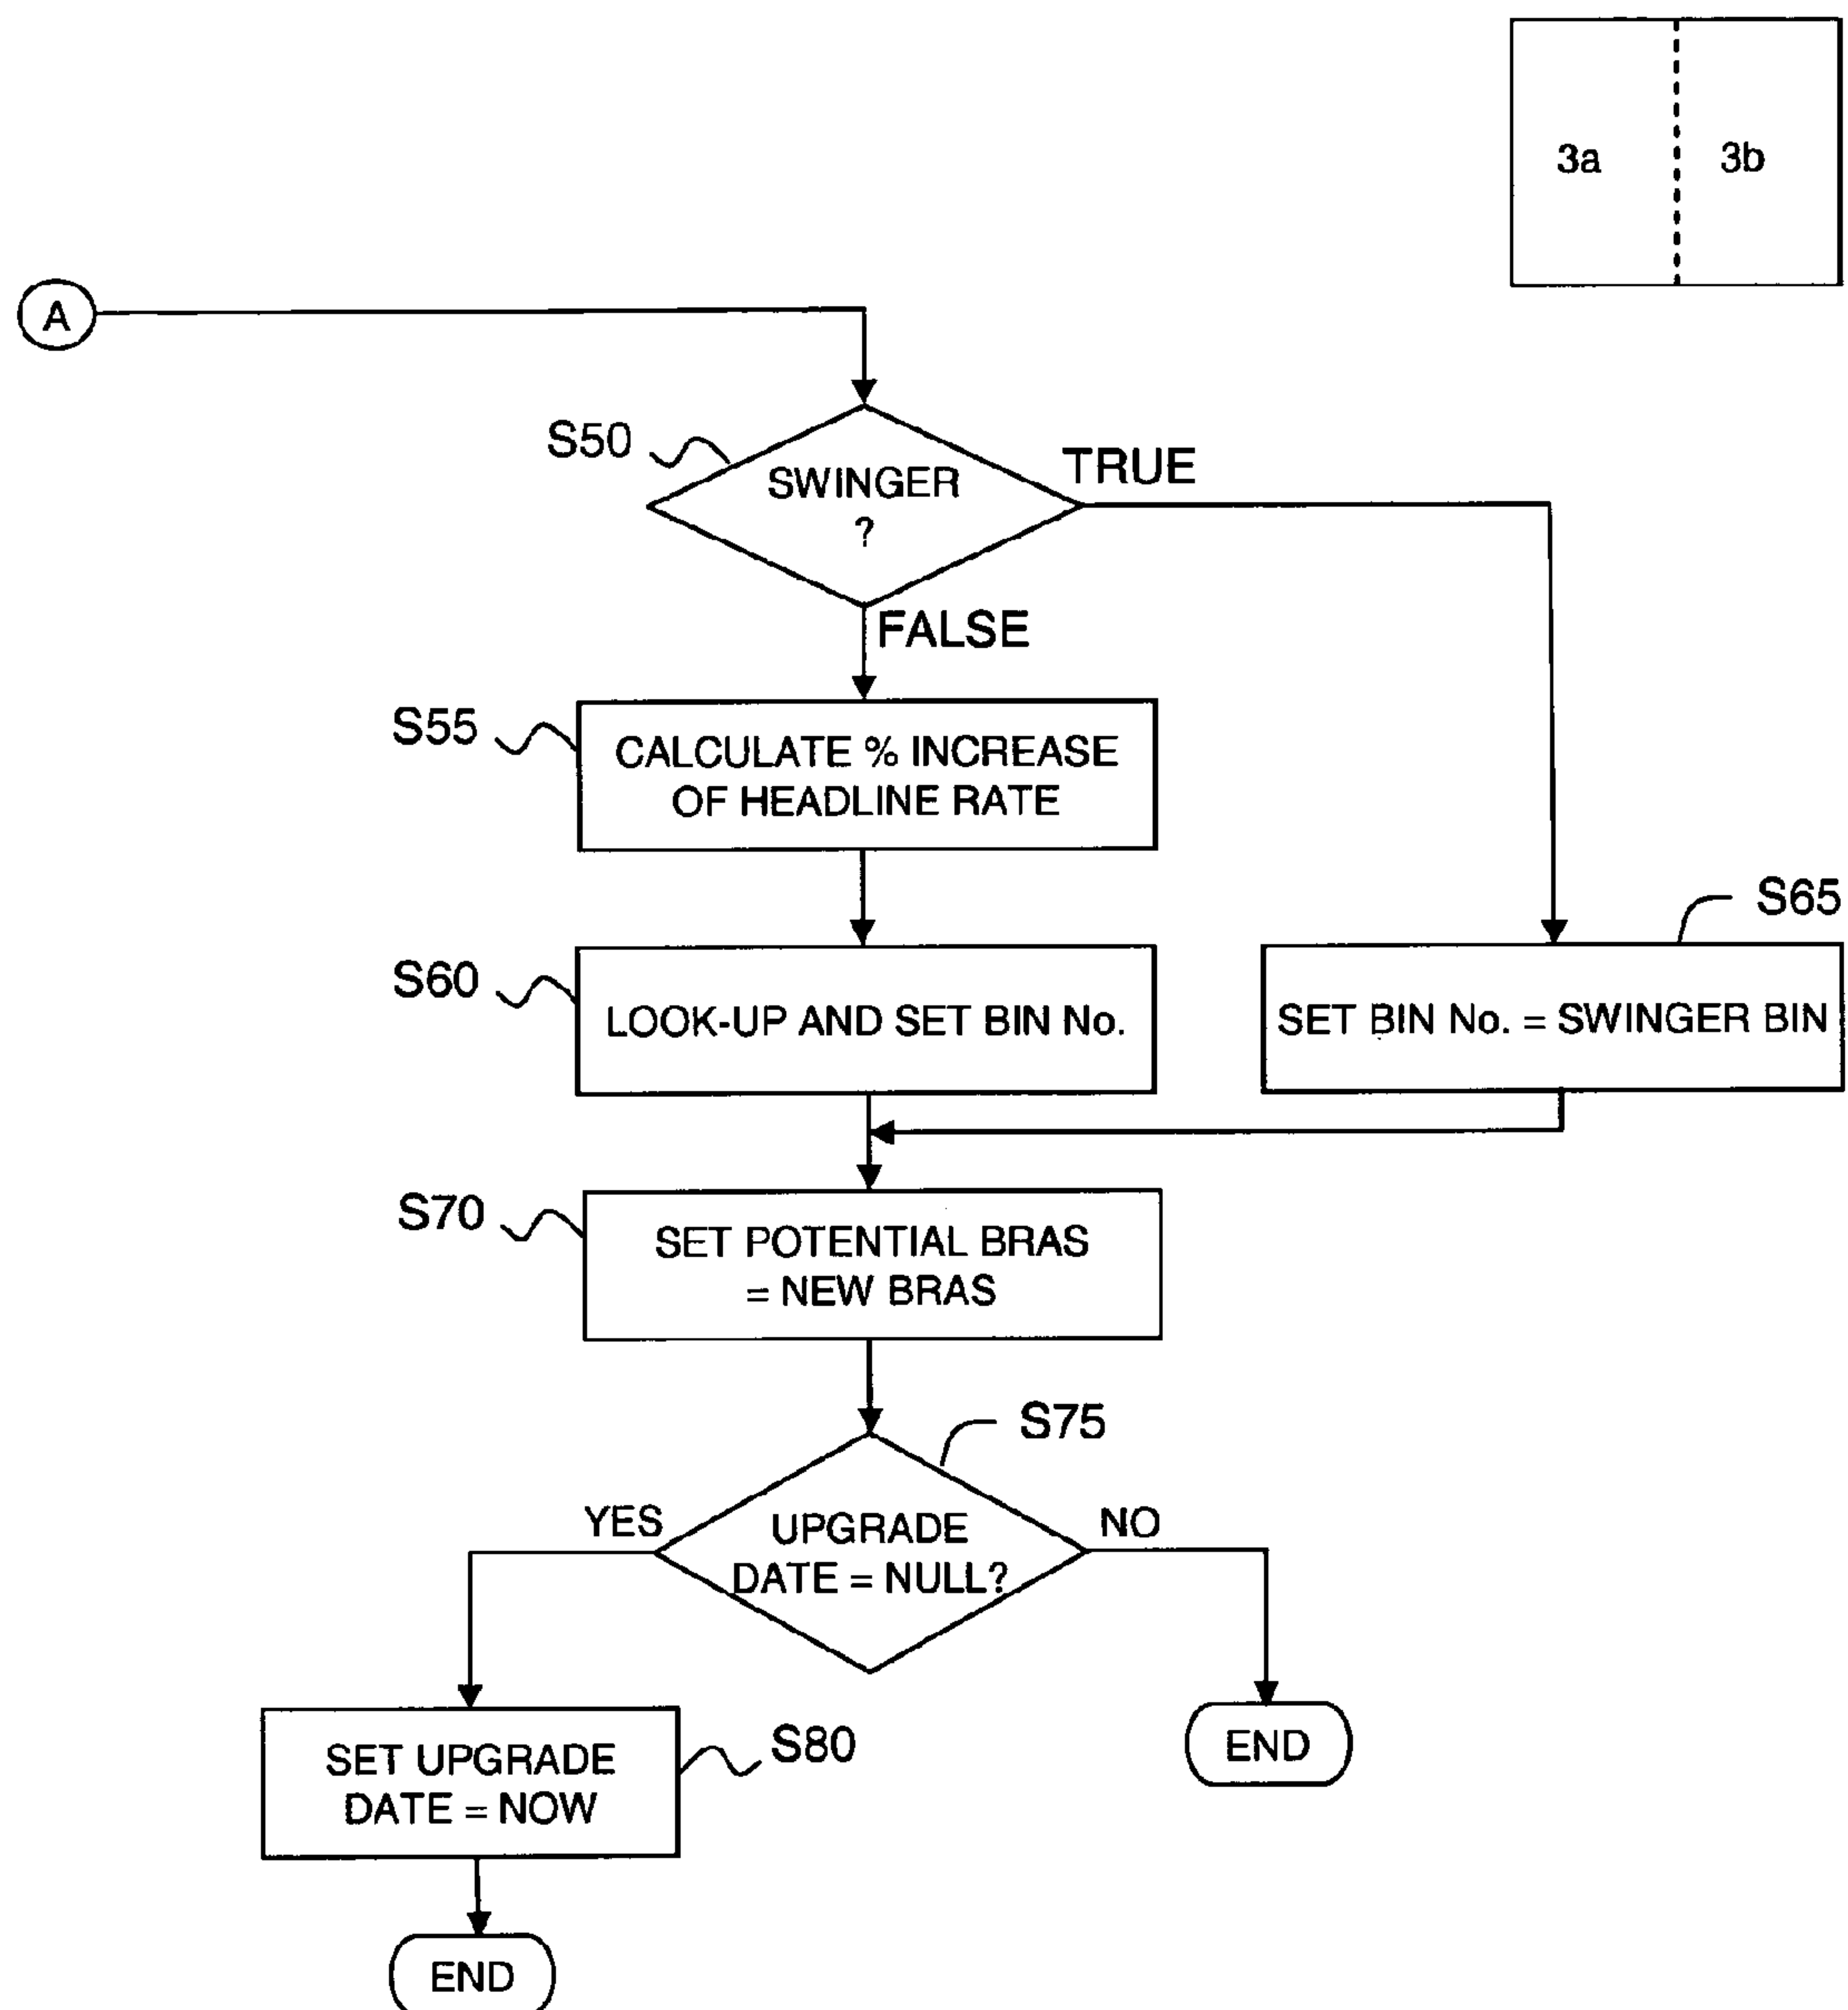 3a 3b
A
S50
SWINGER
?
TRUE
FALSE
S55
CALCULATE % INCREASE
OF HEADLINE RATE
S60
LOOK-UP AND SET BIN No.
S65
SET BIN No. = SWINGER BIN
S70
SET POTENTIAL BRAS
= NEW BRAS
S75
YES
UPGRADE
DATE = NULL?
NO
SET UPGRADE
DATE = NOW
S80
END
END